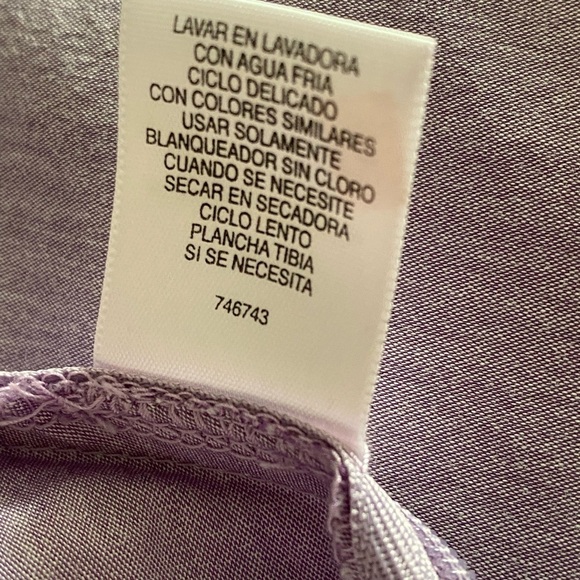 LAVAR EN LAVADORA
CON AGUA FRIA
CICLO DELICADO
CON COLORES SIMILARES
USAR SOLAMENTE
BLANQUEADOR SIN CLORO
CUANDO SE NECESITE
SECAR EN SECADORA
CICLO LENTO
PLANCHA TIBIA
SI SE NECESITA
746743